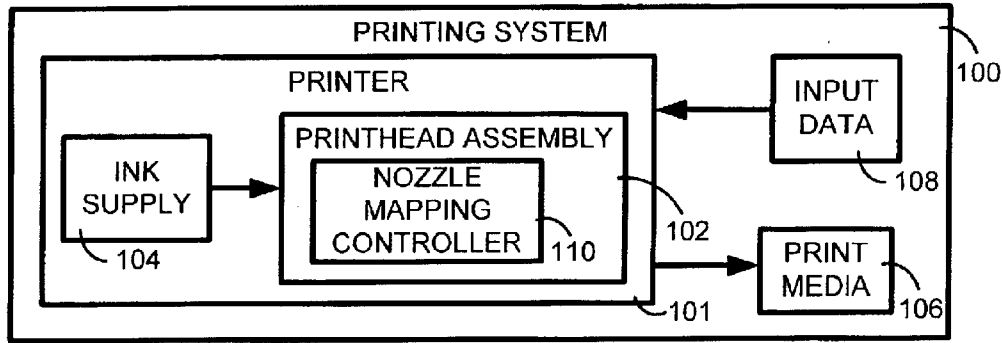 PRINTING SYSTEM
100
PRINTER
INPUT
DATA
108
PRINTHEAD ASSEMBLY
INK
SUPPLY
104
NOZZLE
MAPPING
CONTROLLER
110
102
PRINT
MEDIA
106
101